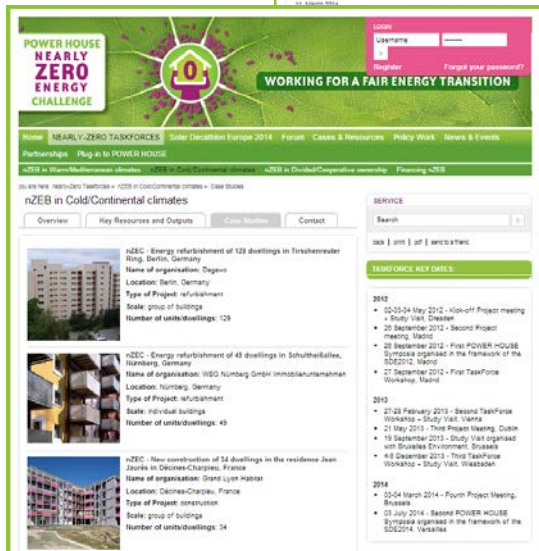 POWER HOUSE
NEARLY
ZERO
ENERGY
CHALLENGE
0
LOGIN
Username
Register
Forgot your password?
WORKING FOR A FAIR ENERGY TRANSITION
Home NEARLY-ZERO TASKFORCES Solar Decathlon Europe 2014 Forum Cases & Resources Policy Work News & Events
Partnerships Plug-in to POWER HOUSE
nZEB in Warm/Mediterranean climates nZEB in Cold/Continental climates nZEB in Divided/Cooperative ownership Financing nZEB
you are here: Nearly-Zero Taskforces » nZEB in Cold/Continental climates » Case Studies
nZEB in Cold/Continental climates
Overview
Key Resources and Outputs
Case Studies
Contact
nZEC - Energy refurbishment of 129 dwellings in Tirschenreuter
Ring, Berlin, Germany
Name of organisation: Degewo
Location: Berlin, Germany
Type of Project: refurbishment
Scale: group of buildings
Number of units/dwellings: 129
nZEC - Energy refurbishment of 49 dwellings in Schultheißallee,
Nürnberg, Germany
Name of organisation: WBG Nürnberg GmbH Immobilienunternehmen
Location: Nürnberg, Germany
Type of Project: refurbishment
Scale: individual buildings
Number of units/dwellings: 49
nZEC - New construction of 34 dwellings in the residence Jean
Jaurès in Décines-Charpieu, France
Name of organisation: Grand Lyon Habitat
Location: Décines-Charpieu, France
Type of Project: construction
Scale: group of buildings
Number of units/dwellings: 34
SERVICE
Search
back | print | pdf | send to a friend
TASKFORCE KEY DATES:
2012
02-03-04 May 2012 - Kick-off Project meeting
+ Study Visit, Dresden
26 September 2012 - Second Project
meeting, Madrid
26 September 2012 - First POWER HOUSE
Symposia organised in the framework of the
SDE2012, Madrid
27 September 2012 - First TaskForce
Workshop, Madrid
2013
27-28 February 2013 - Second TaskForce
Workshop + Study Visit, Vienna
21 May 2013 - Third Project Meeting, Dublin
19 September 2013 - Study Visit organised
with Bruxelles Environment, Brussels
4-6 December 2013 - Third TaskForce
Workshop + Study Visit, Wiesbaden
2014
03-04 March 2014 - Fourth Project Meeting,
Brussels
03 July 2014 - Second POWER HOUSE
Symposia organised in the framework of the
SDE2014, Versailles